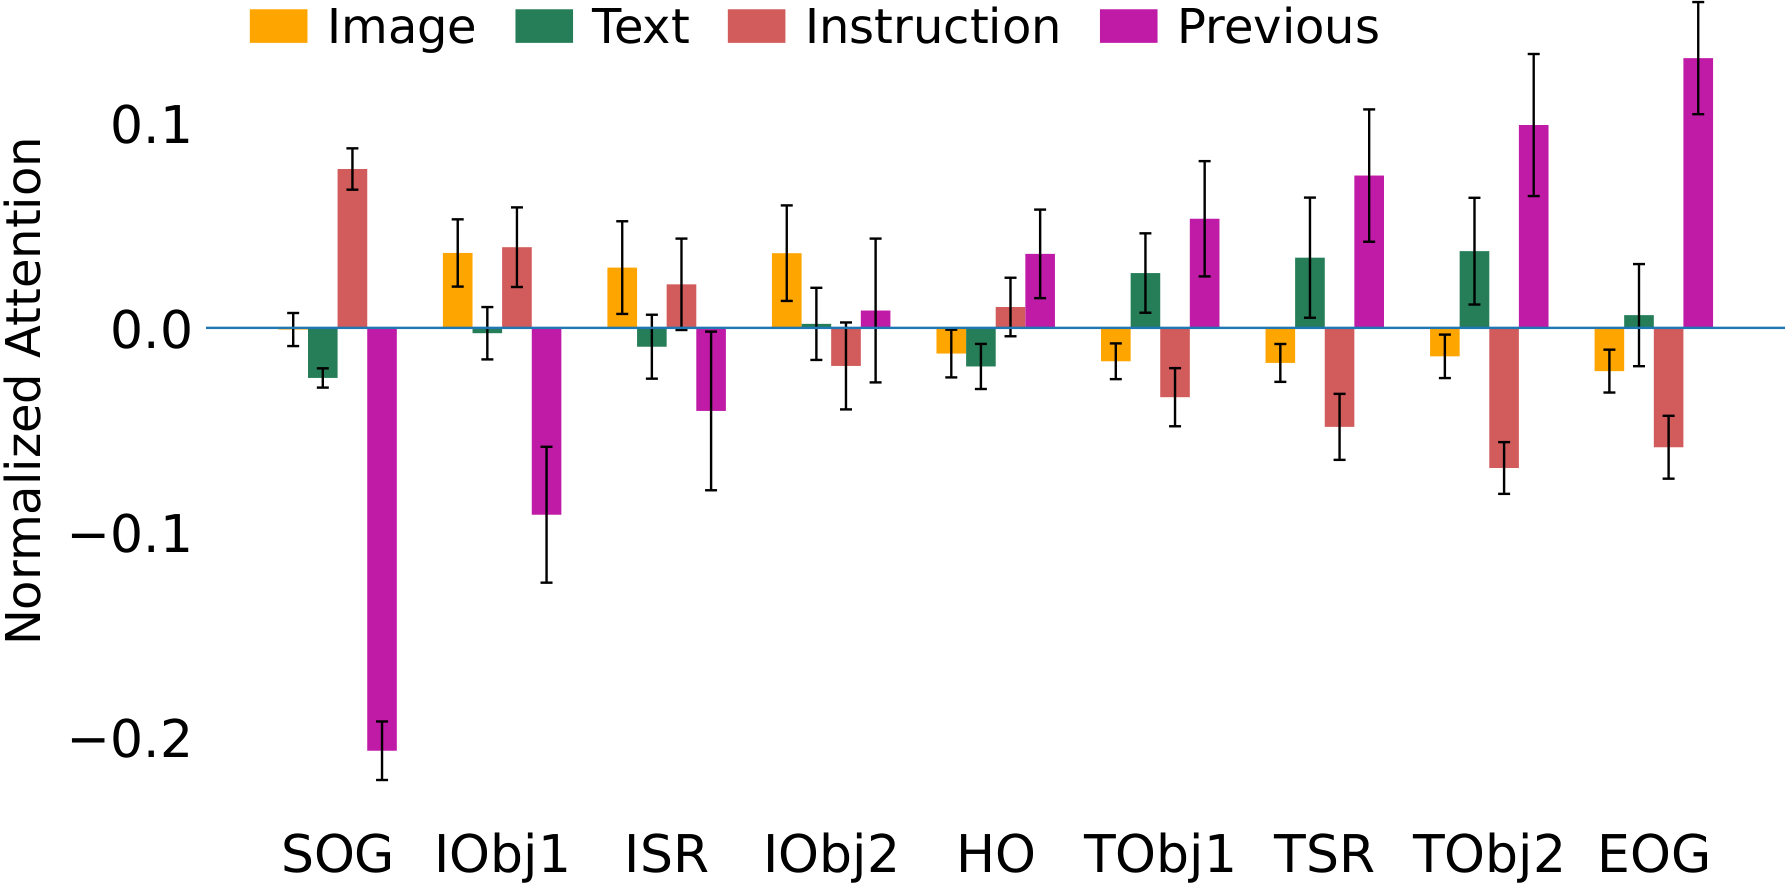 Image Text Instruction Previous
Normalized Attention
0.1
0.0
−0.1
−0.2
SOG IObj1 ISR IObj2 HO TObj1 TSR TObj2 EOG